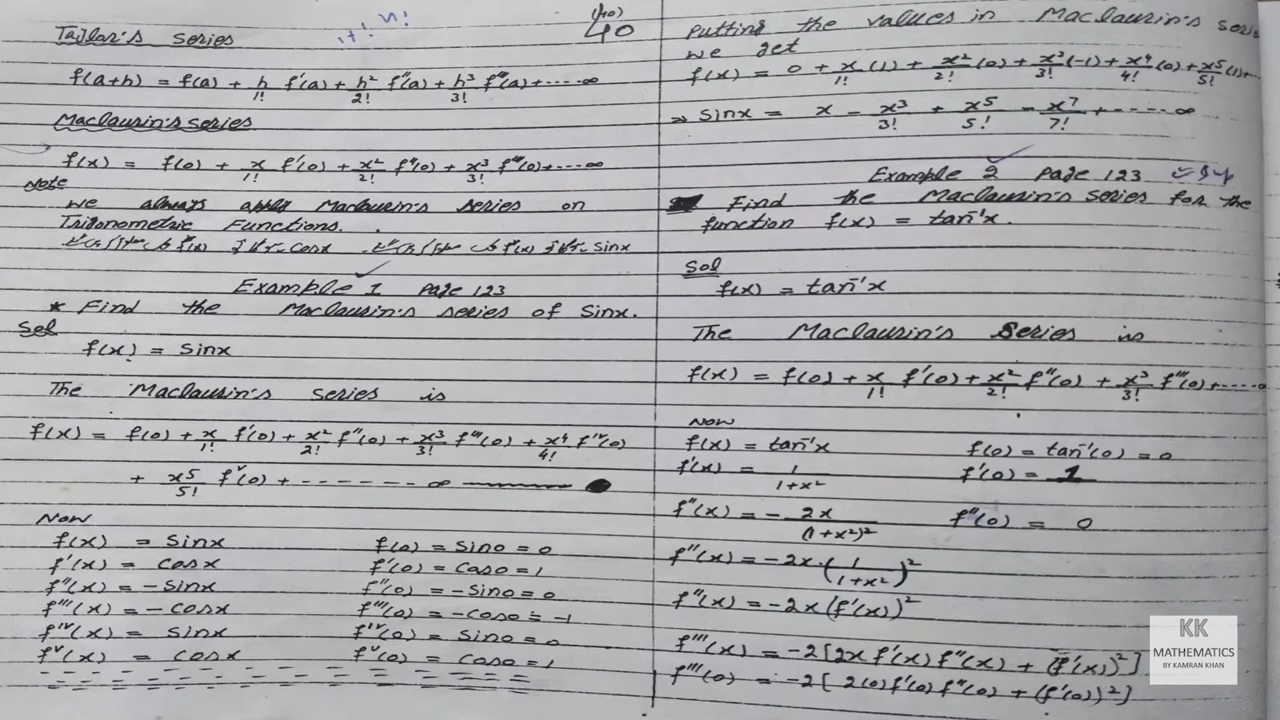 Taylor's series
f(a+h) = f(a) + h/1! f'(a) + h²/2! f''(a) + h³/3! f'''(a) + ----- ∞
Maclaurin's series
f(x) = f(0) + x/1! f'(0) + x²/2! f''(0) + x³/3! f'''(0) + ---- ∞
Note
we always apply Maclaurin's series on
Trigonometric Functions.
f(x) cosx f(x) sinx
Example 1 Page 123
* Find the Maclaurin's series of sinx.
Sol
f(x) = sinx
The Maclaurin's series is
f(x) = f(0) + x/1! f'(0) + x²/2! f''(0) + x³/3! f'''(0) + x⁴/4! f^iv(0)
+ x⁵/5! f^v(0) + ------- ∞
Now
f(x) = sinx f(0) = sin0 = 0
f'(x) = cosx f'(0) = cos0 = 1
f''(x) = -sinx f''(0) = -sin0 = 0
f'''(x) = -cosx f'''(0) = -cos0 = -1
f^iv(x) = sinx f^iv(0) = sin0 = 0
f^v(x) = cosx f^v(0) = cos0 = 1
(40)
40
Putting the values in Maclaurin's series
we get
f(x) = 0 + x/1! (1) + x²/2! (0) + x³/3! (-1) + x⁴/4! (0) + x⁵/5! (1) + ..
⇒ sinx = x - x³/3! + x⁵/5! - x⁷/7! + ----- ∞
Example 2 Page 123
Find the Maclaurin's series for the
function f(x) = tan⁻¹x.
Sol
f(x) = tan⁻¹x
The Maclaurin's Series is
f(x) = f(0) + x/1! f'(0) + x²/2! f''(0) + x³/3! f'''(0) + ----- ∞
Now
f(x) = tan⁻¹x f(0) = tan⁻¹(0) = 0
f'(x) = 1/(1+x²) f'(0) = 1
f''(x) = - 2x/(1+x²)² f''(0) = 0
f''(x) = -2x·(1/(1+x²))²
f''(x) = -2x(f'(x))²
f'''(x) = -2[2x f'(x) f''(x) + (f'(x))²]
f'''(0) = -2[2(0) f'(0) f''(0) + (f'(0))²]
KK
MATHEMATICS
BY KAMRAN KHAN